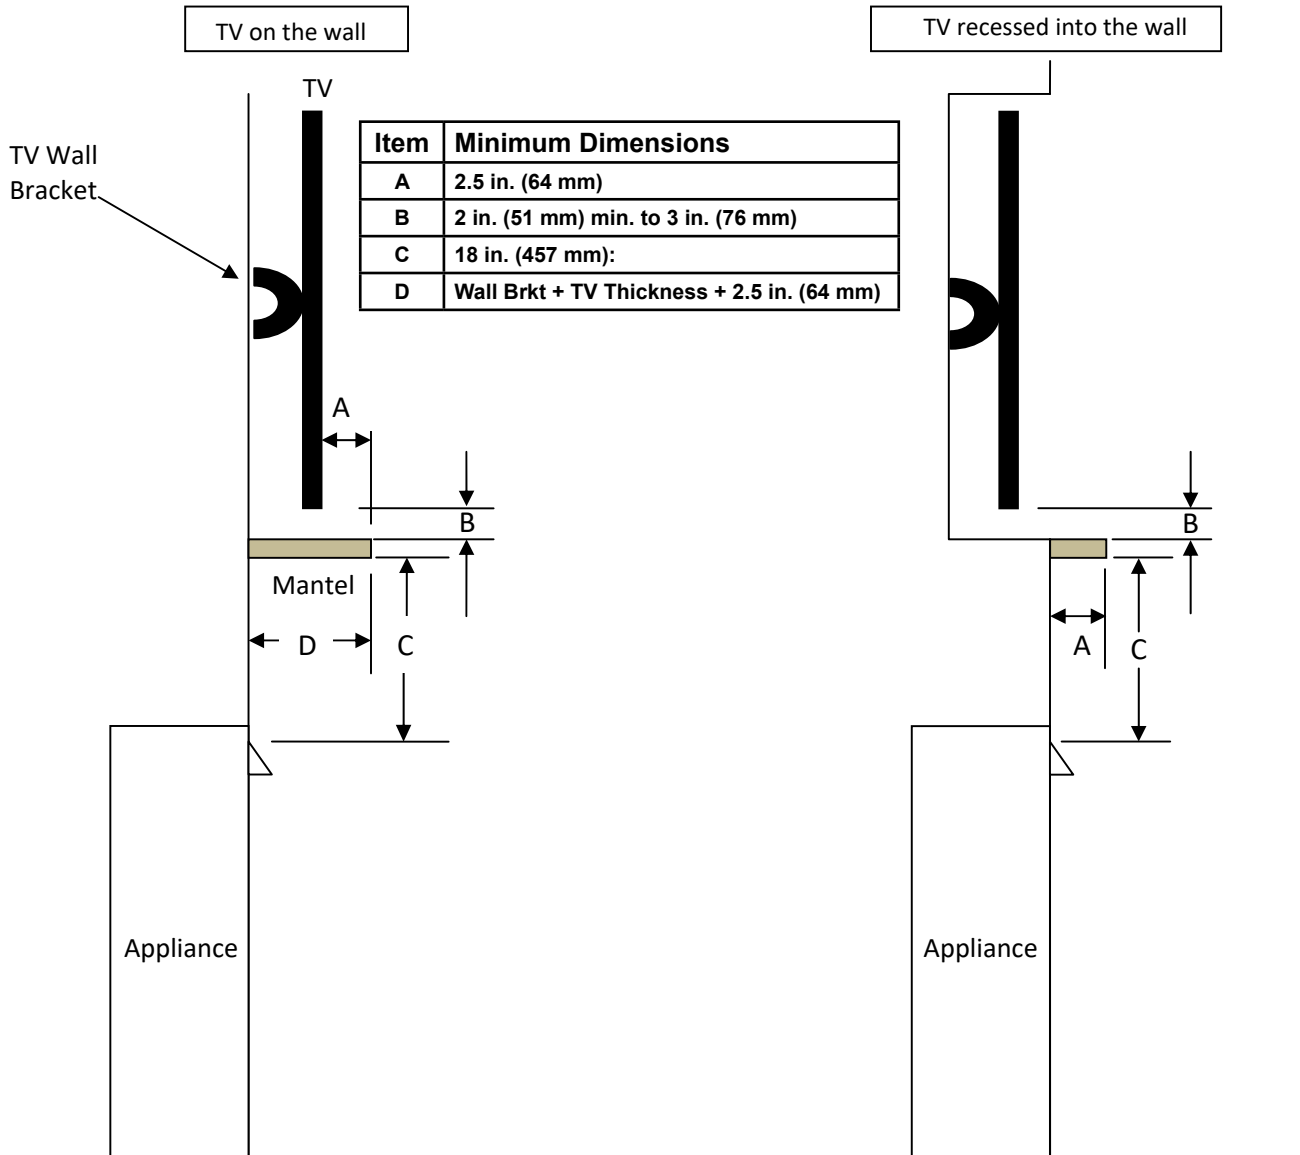 TV on the wall
TV recessed into the wall
TV
TV Wall
Bracket
Item Minimum Dimensions
A 2.5 in. (64 mm)
B 2 in. (51 mm) min. to 3 in. (76 mm)
C 18 in. (457 mm):
D Wall Brkt + TV Thickness + 2.5 in. (64 mm)
A
B
Mantel
D
C
Appliance
B
A
C
Appliance